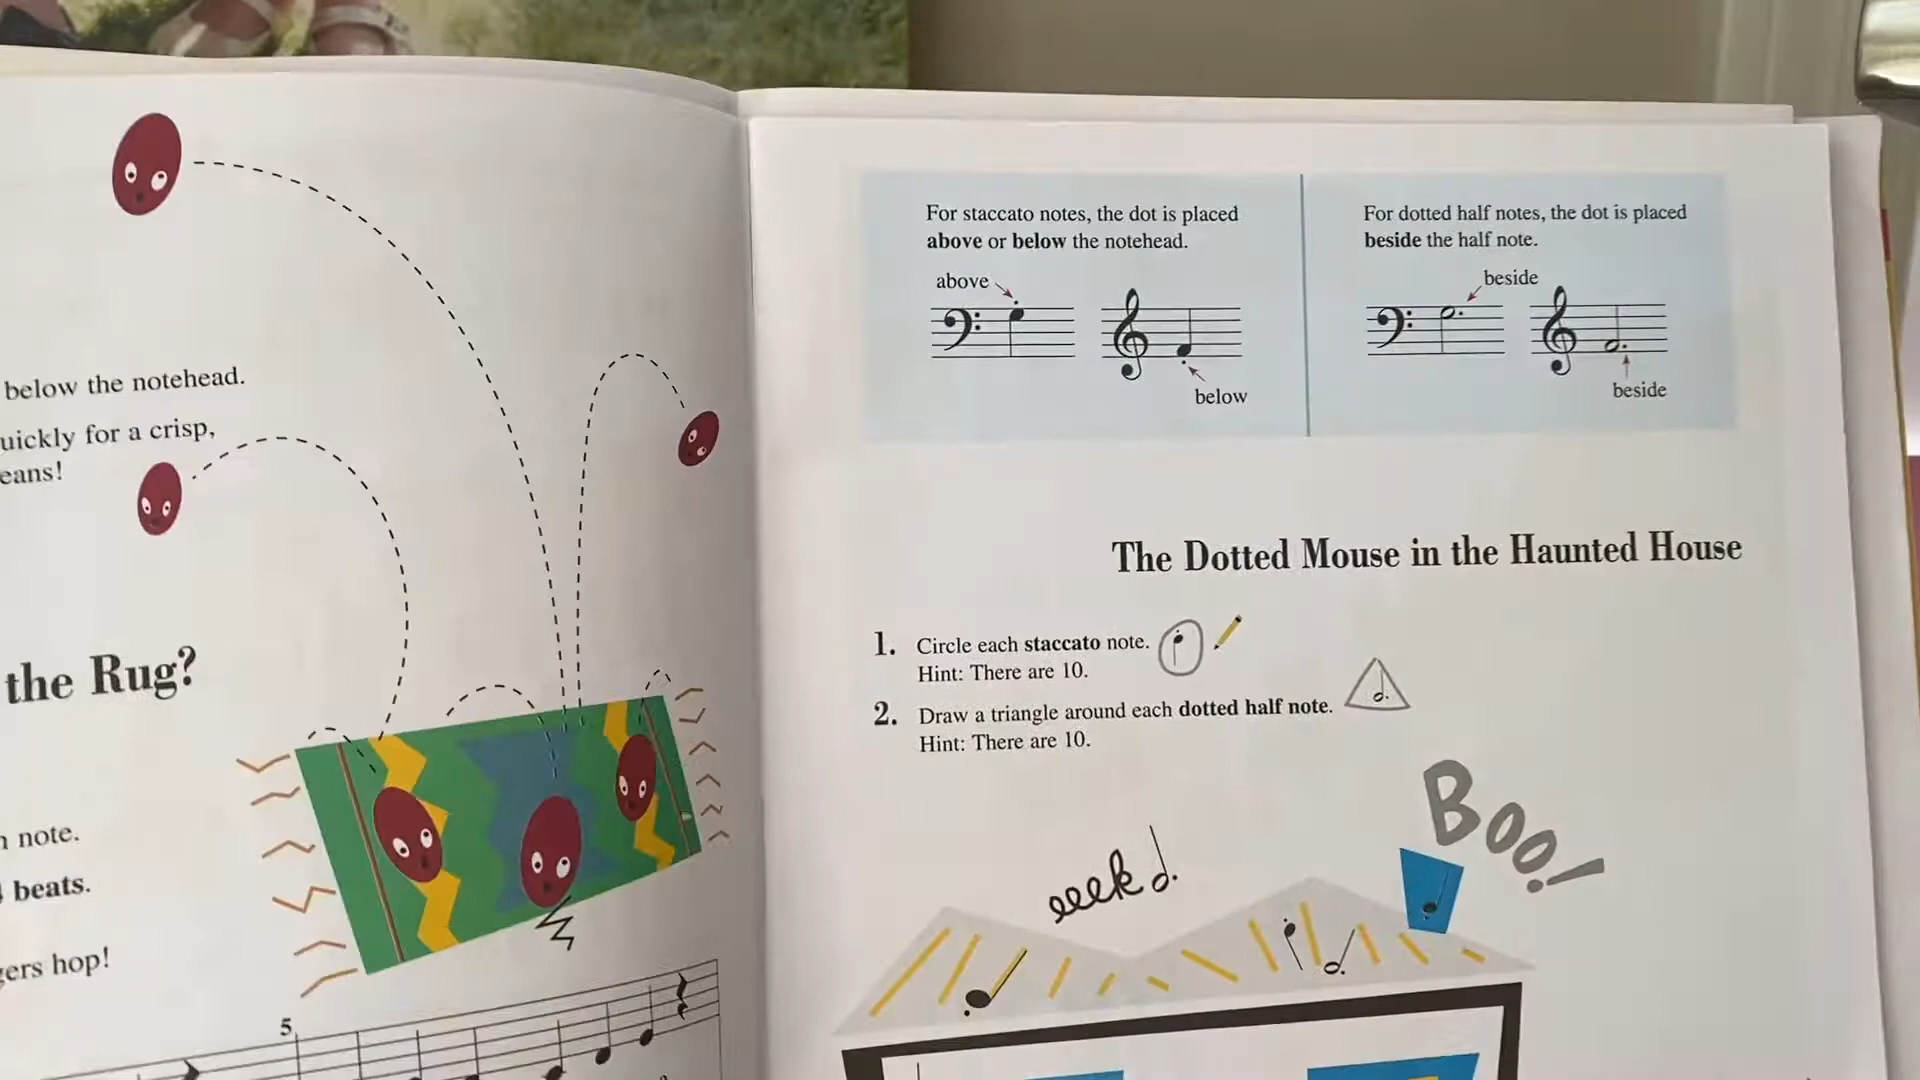 below the notehead.
uickly for a crisp,
eans!
the Rug?
note.
beats.
gers hop!
5
For staccato notes, the dot is placed
above or below the notehead.
above
below
For dotted half notes, the dot is placed
beside the half note.
beside
beside
The Dotted Mouse in the Haunted House
1. Circle each staccato note.
Hint: There are 10.
2. Draw a triangle around each dotted half note.
Hint: There are 10.
Boo!
eeek